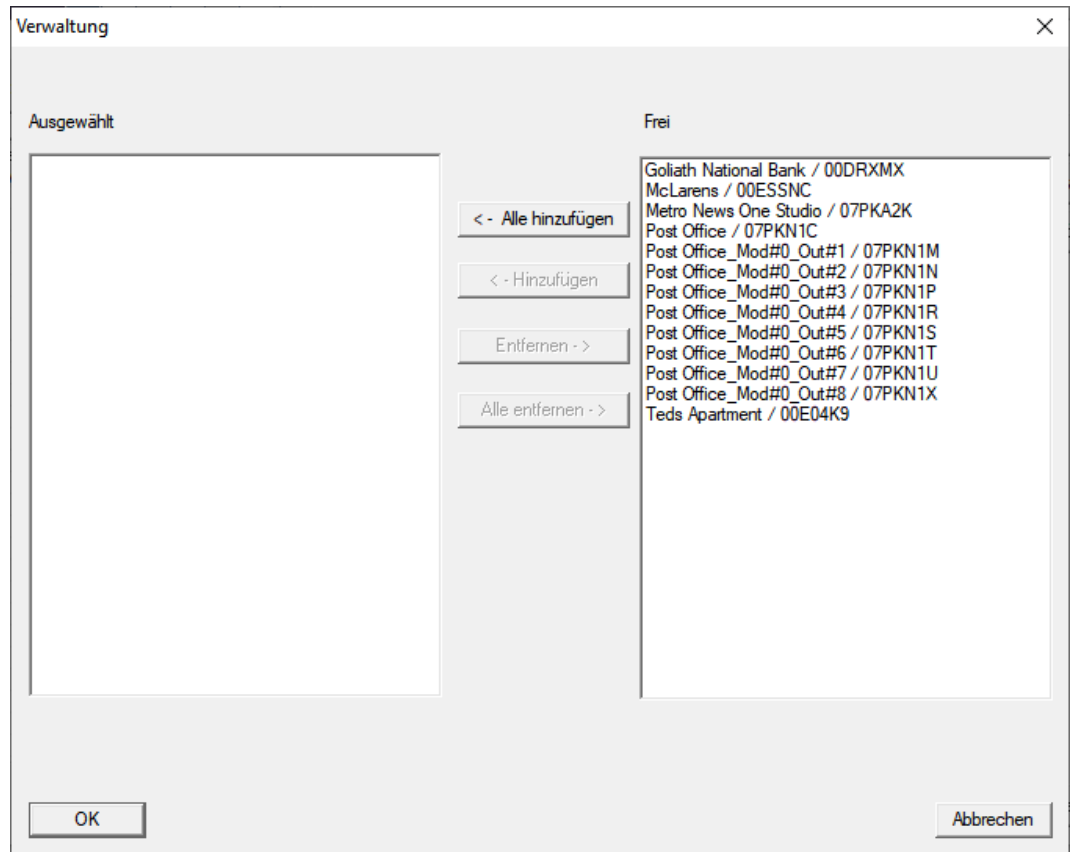 Verwaltung
Ausgewählt
Frei
Goliath National Bank / 00DRXMX
McLarens / 00ESSNC
Metro News One Studio / 07PKA2K
Post Office / 07PKN1C
Post Office_Mod#0_Out#1 / 07PKN1M
Post Office_Mod#0_Out#2 / 07PKN1N
Post Office_Mod#0_Out#3 / 07PKN1P
Post Office_Mod#0_Out#4 / 07PKN1R
Post Office_Mod#0_Out#5 / 07PKN1S
Post Office_Mod#0_Out#6 / 07PKN1T
Post Office_Mod#0_Out#7 / 07PKN1U
Post Office_Mod#0_Out#8 / 07PKN1X
Teds Apartment / 00E04K9
< - Alle hinzufügen
< - Hinzufügen
Entfernen - >
Alle entfernen - >
OK
Abbrechen